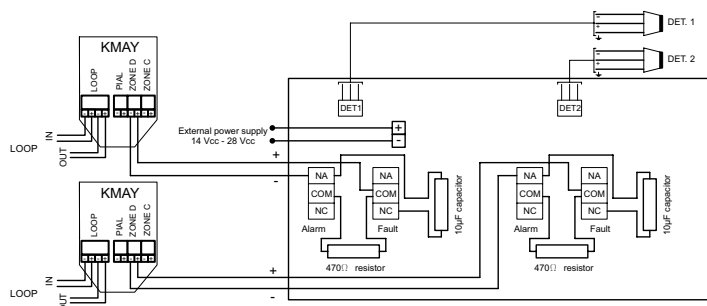 DET. 1
DET. 2
KMAY
LOOP
PIAL
ZONE D
ZONE C
- + - +
- + - + - +
LOOP
IN
OUT
DET1
DET2
External power supply
14 Vcc - 28 Vcc
+
-
+
-
NA
COM
NC
Alarm
NA
COM
NC
Fault
10µF capacitor
470Ω resistor
NA
COM
NC
Alarm
NA
COM
NC
Fault
10µF capacitor
470Ω resistor
KMAY
LOOP
PIAL
ZONE D
ZONE C
LOOP
IN
+
-